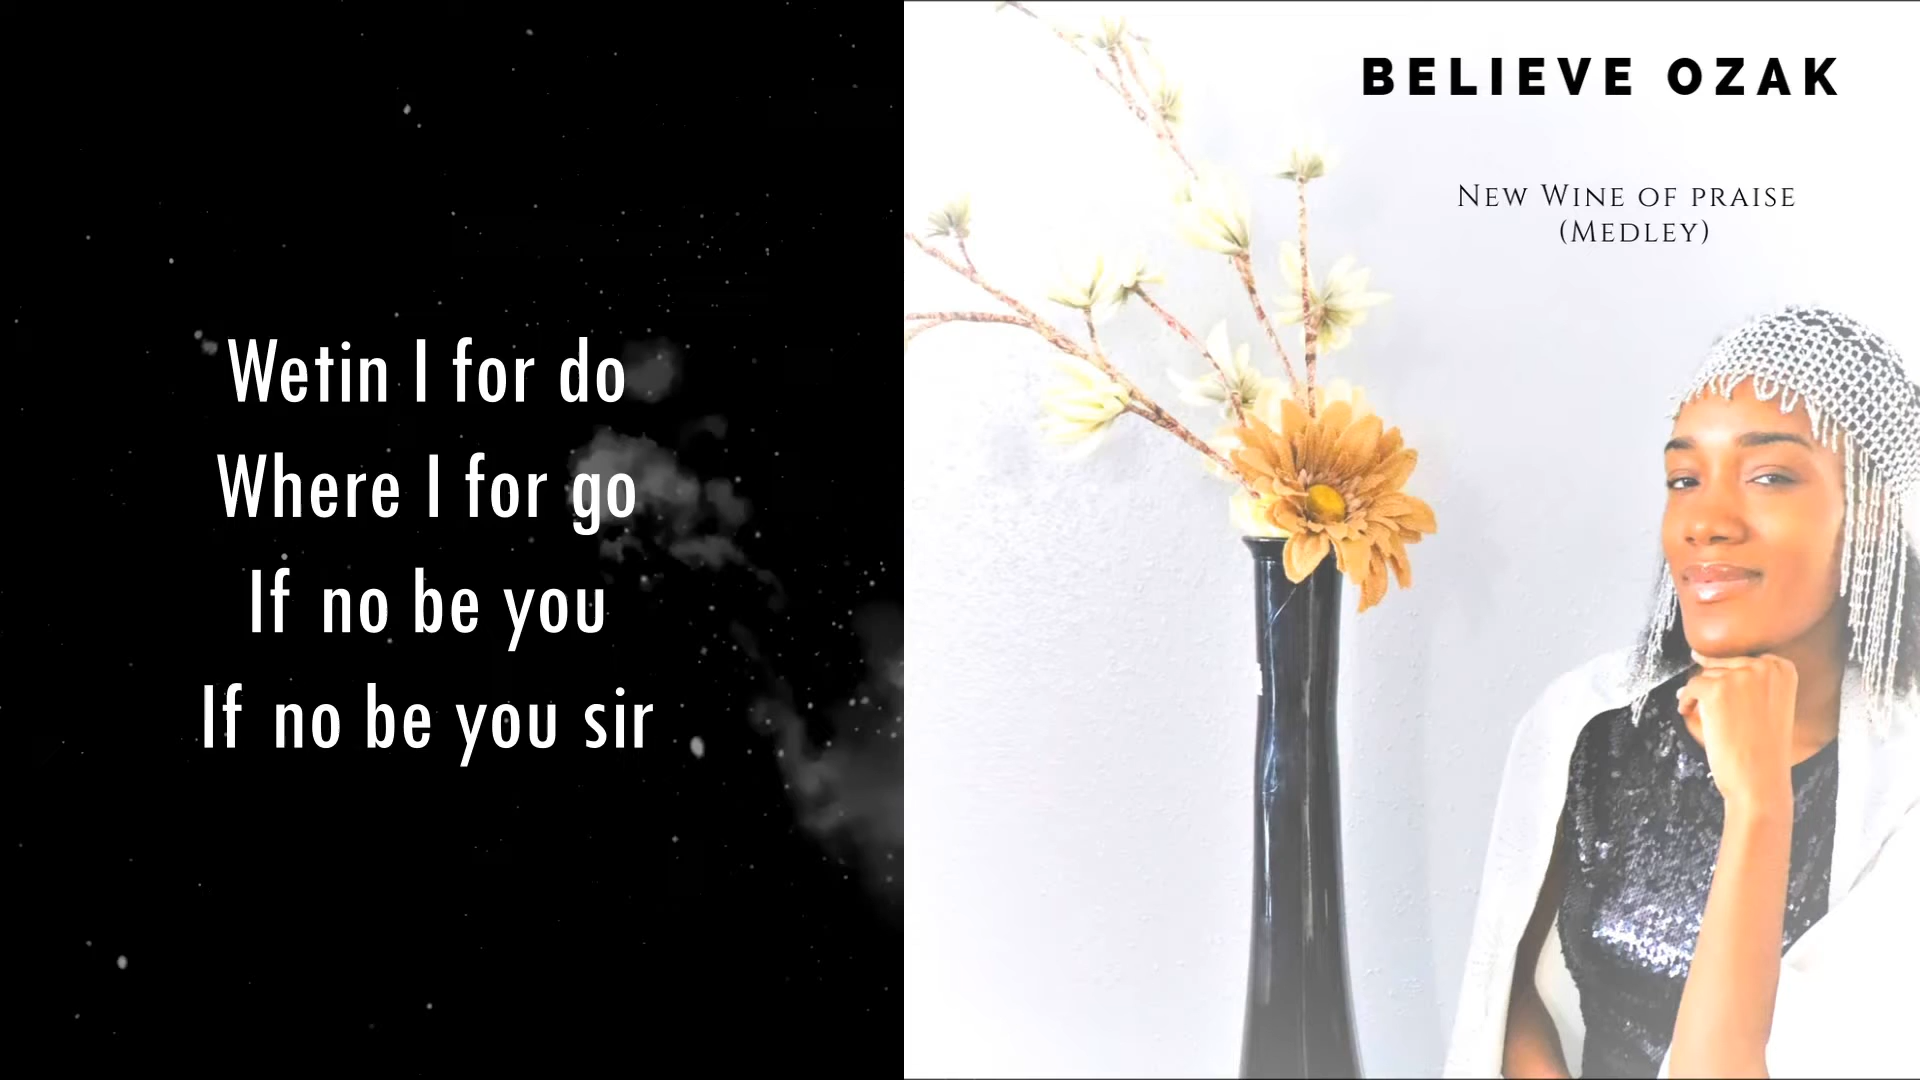 Wetin I for do
Where I for go
If no be you
If no be you sir
BELIEVE OZAK
NEW WINE OF PRAISE
(MEDLEY)